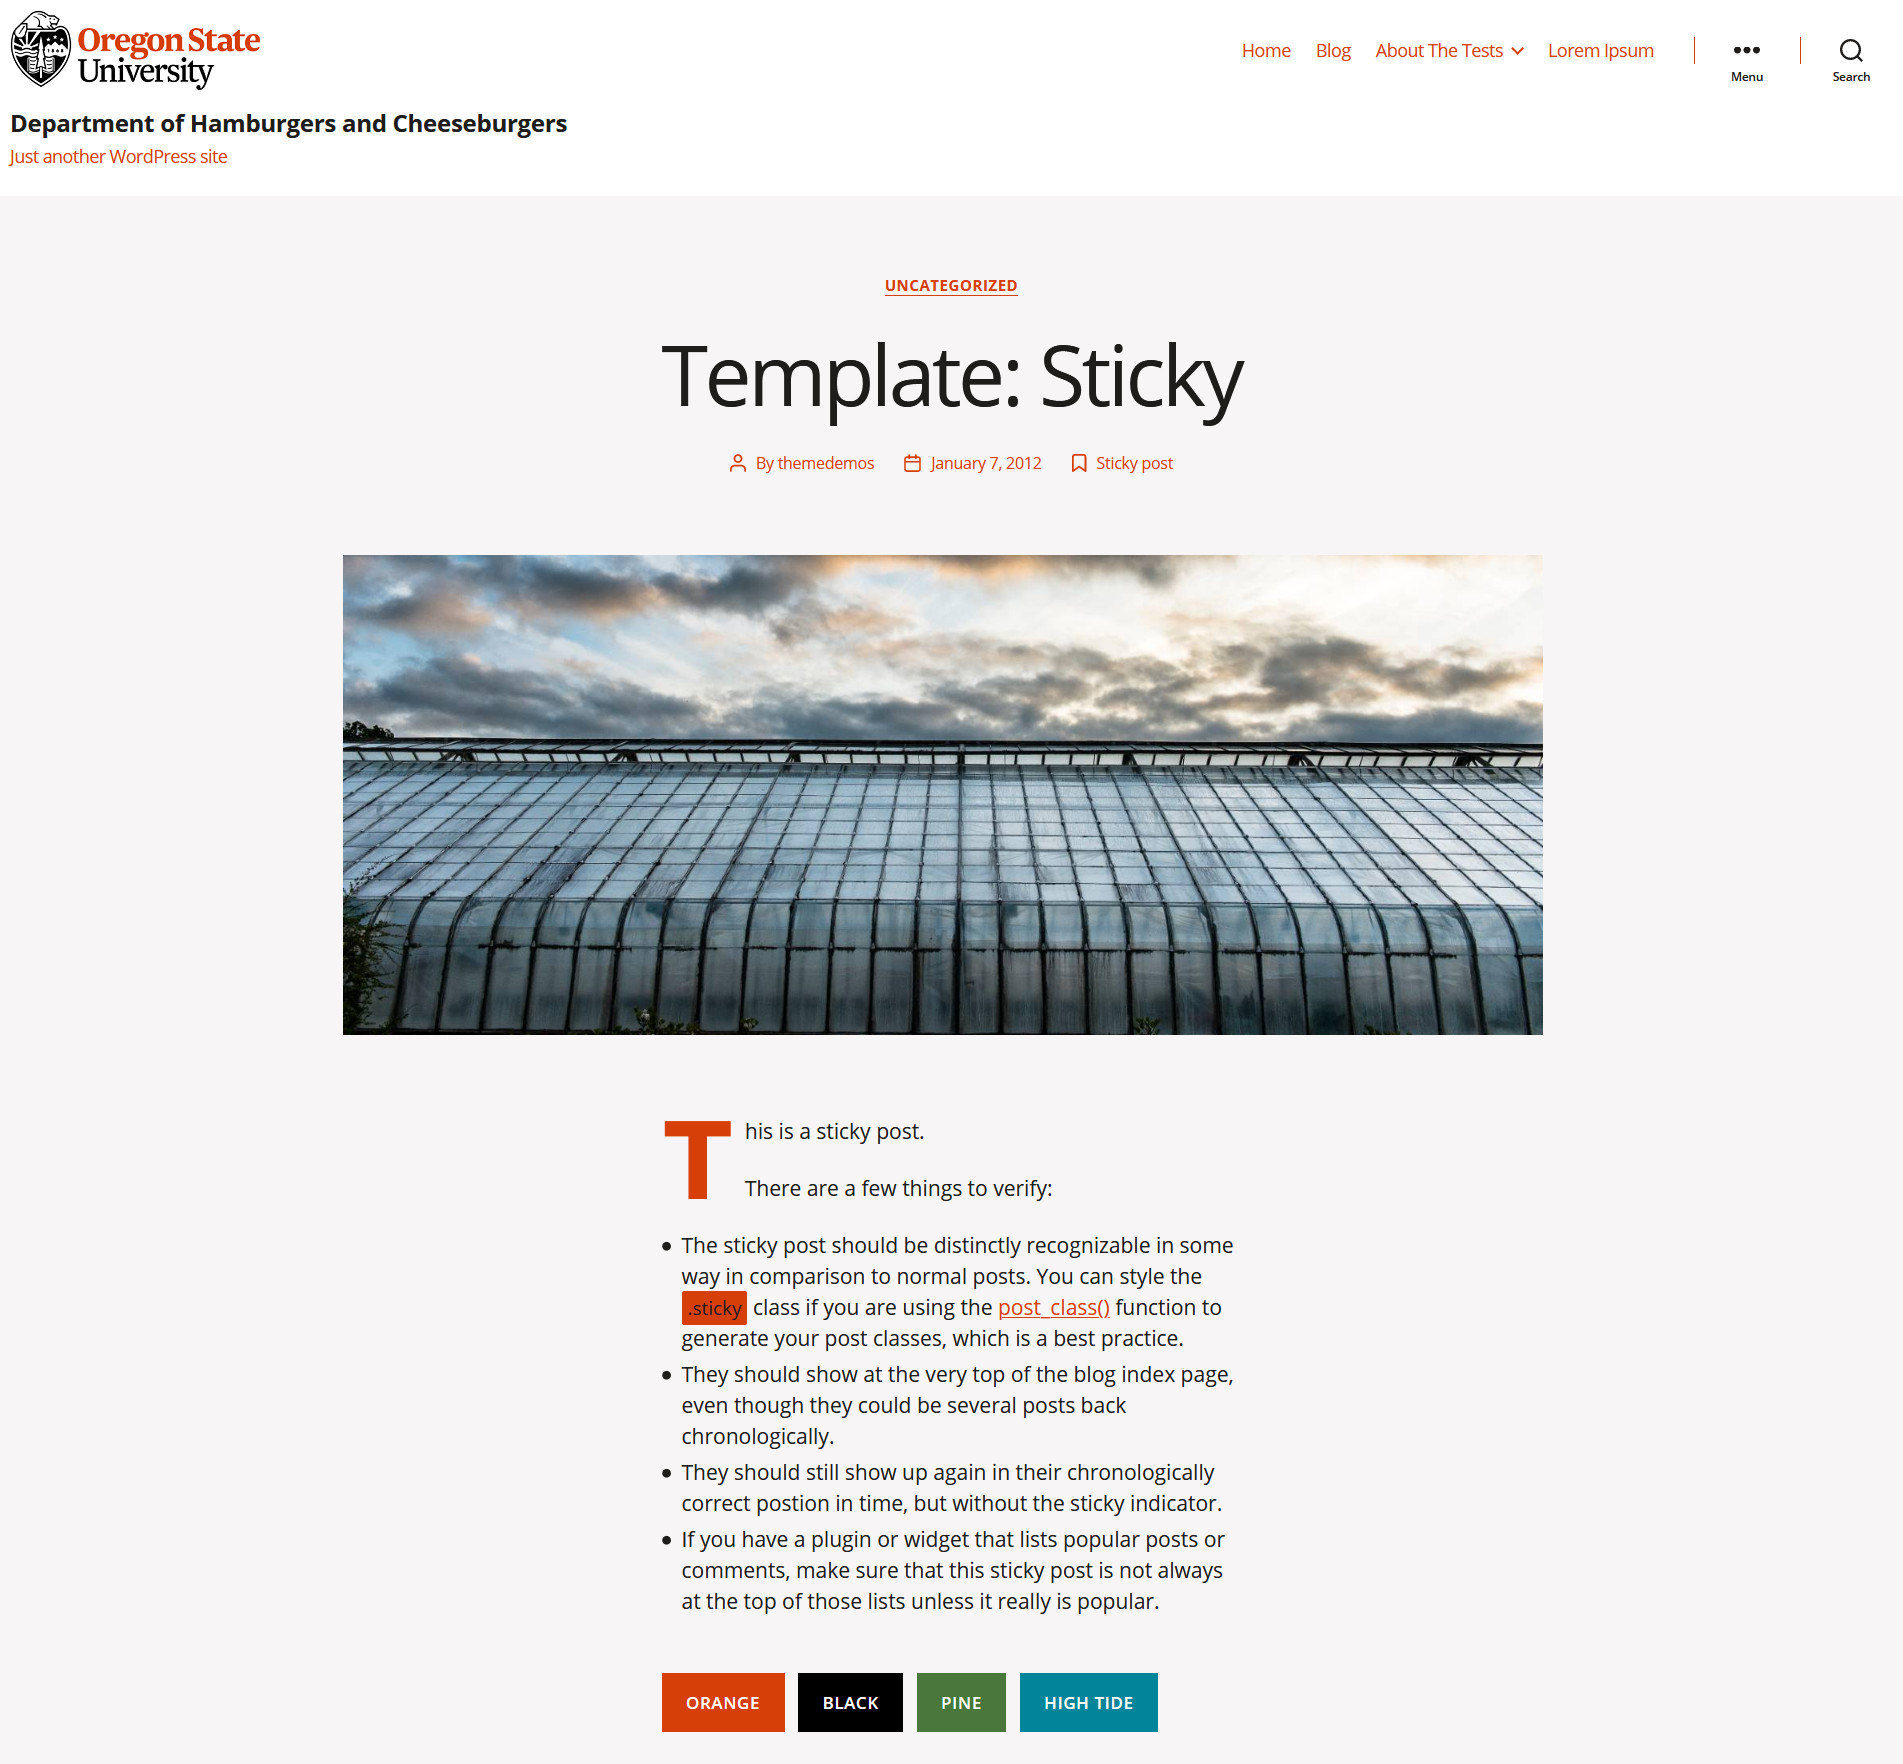 Oregon State
University
Home Blog About The Tests Lorem Ipsum
Menu
Search
Department of Hamburgers and Cheeseburgers
Just another WordPress site
UNCATEGORIZED
Template: Sticky
By themedemos January 7, 2012 Sticky post
This is a sticky post.
There are a few things to verify:
The sticky post should be distinctly recognizable in some
way in comparison to normal posts. You can style the
.sticky class if you are using the post_class() function to
generate your post classes, which is a best practice.
They should show at the very top of the blog index page,
even though they could be several posts back
chronologically.
They should still show up again in their chronologically
correct postion in time, but without the sticky indicator.
If you have a plugin or widget that lists popular posts or
comments, make sure that this sticky post is not always
at the top of those lists unless it really is popular.
ORANGE
BLACK
PINE
HIGH TIDE